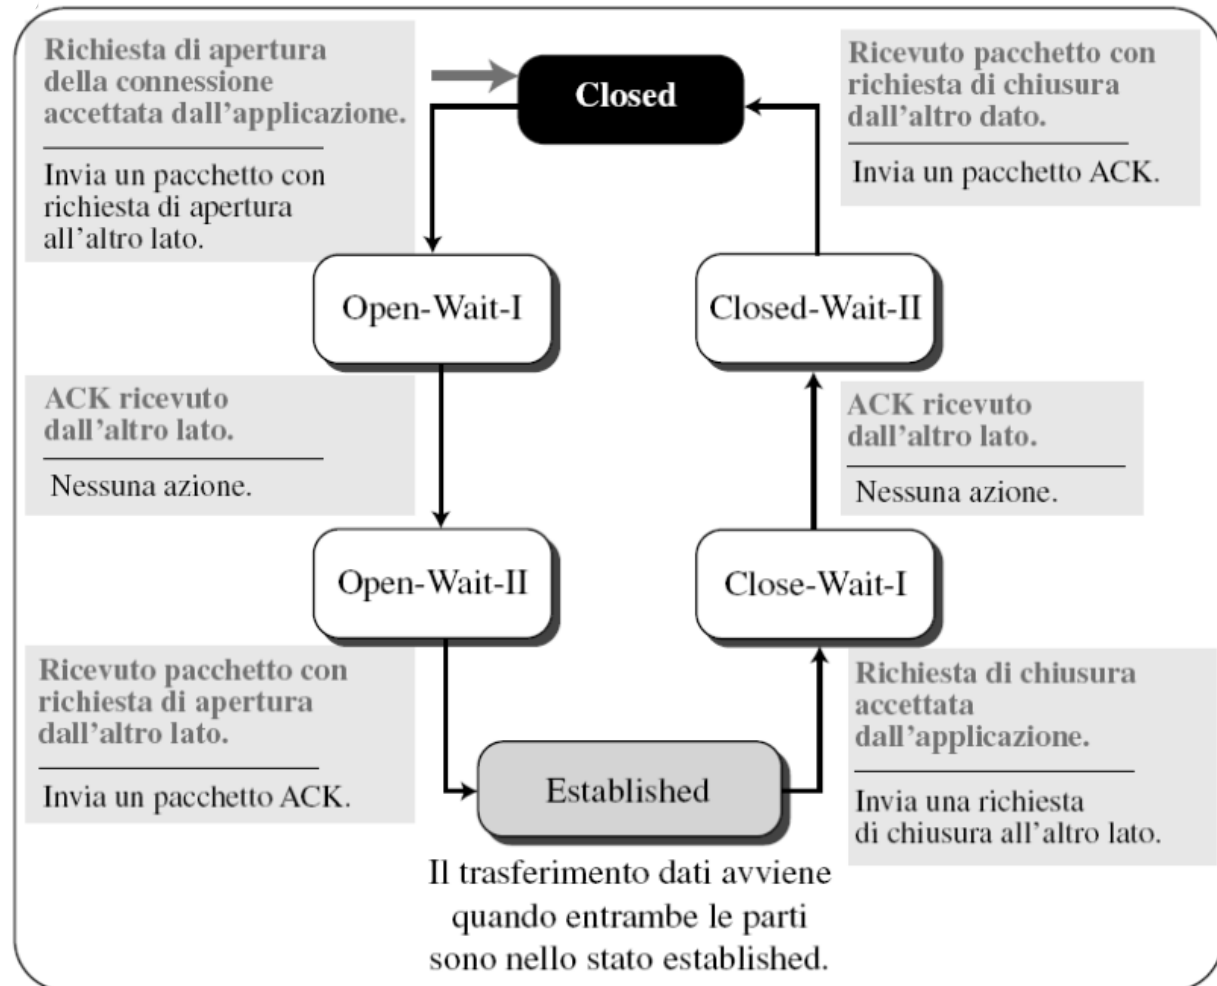 Richiesta di apertura
della connessione
accettata dall'applicazione.
Invia un pacchetto con
richiesta di apertura
all'altro lato.
Closed
Ricevuto pacchetto con
richiesta di chiusura
dall'altro dato.
Invia un pacchetto ACK.
Open-Wait-I
Closed-Wait-II
ACK ricevuto
dall'altro lato.
Nessuna azione.
ACK ricevuto
dall'altro lato.
Nessuna azione.
Open-Wait-II
Close-Wait-I
Ricevuto pacchetto con
richiesta di apertura
dall'altro lato.
Invia un pacchetto ACK.
Established
Richiesta di chiusura
accettata
dall'applicazione.
Invia una richiesta
di chiusura all'altro lato.
Il trasferimento dati avviene
quando entrambe le parti
sono nello stato established.